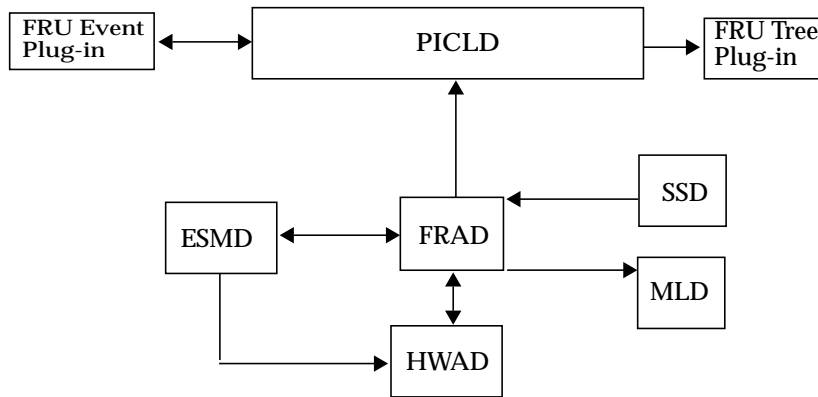 FRU Event
Plug-in
PICLD
FRU Tree
Plug-in
SSD
ESMD
FRAD
MLD
HWAD